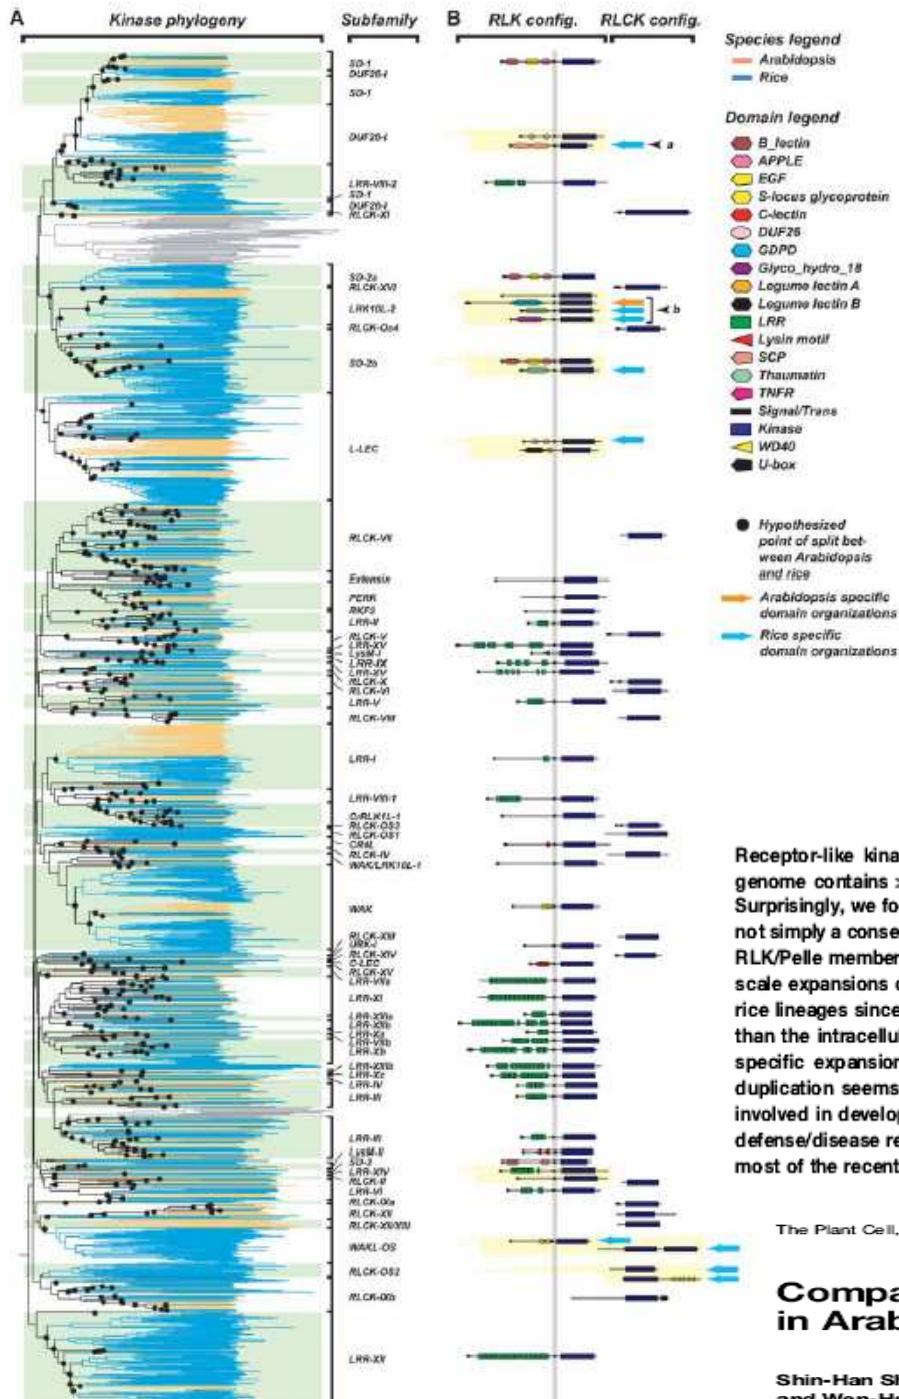 A Kinase phylogeny Subfamily B RLK config. RLCK config.
SD-1
DUF26-I
SD-1
DUF26-I
a
LRR-VIII-2
SD-1
DUF26-I
RLCK-XI
SD-2a
RLCK-XVI
LRK10L-2
b
RLCK-Os4
SD-2b
L-LEC
RLCK-VII
Extensin
PERK
RKF3
LRR-II
RLCK-V
LRR-XV
LysM-I
LRR-IX
LRR-XV
RLCK-X
RLCK-VI
LRR-V
RLCK-VIII
LRR-I
LRR-VIII-1
CrRLK1L-1
RLCK-OS3
RLCK-OS1
CR4L
RLCK-IV
WAK/LRK10L-1
WAK
RLCK-XIII
URK-I
RLCK-XIV
C-LEC
RLCK-XV
LRR-VIIa
LRR-XI
LRR-XIIIa
LRR-XIIIb
LRR-Xa
LRR-VIIb
LRR-Xb
LRR-XIIIb
LRR-Xc
LRR-IV
LRR-III
LRR-III
LysM-II
SD-3
LRR-XIV
RLCK-II
LRR-VI
RLCK-IXa
RLCK-XII
RLCK-XII/XIII
WAKL-OS
RLCK-OS2
RLCK-IXb
LRR-XII
Species legend
Arabidopsis
Rice
Domain legend
B_lectin
APPLE
EGF
S-locus glycoprotein
C-lectin
DUF26
GDPD
Glyco_hydro_18
Legume lectin A
Legume lectin B
LRR
Lysin motif
SCP
Thaumatin
TNFR
Signal/Trans
Kinase
WD40
U-box
Hypothesized
point of split bet-
ween Arabidopsis
and rice
Arabidopsis specific
domain organizations
Rice specific
domain organizations
Receptor-like kina
genome contains
Surprisingly, we fo
not simply a conse
RLK/Pelle member
scale expansions o
rice lineages since
than the intracellul
specific expansion
duplication seems
involved in develop
defense/disease re
most of the recent
The Plant Cell,
Compa
in Arab
Shin-Han Sh
and Wen-H